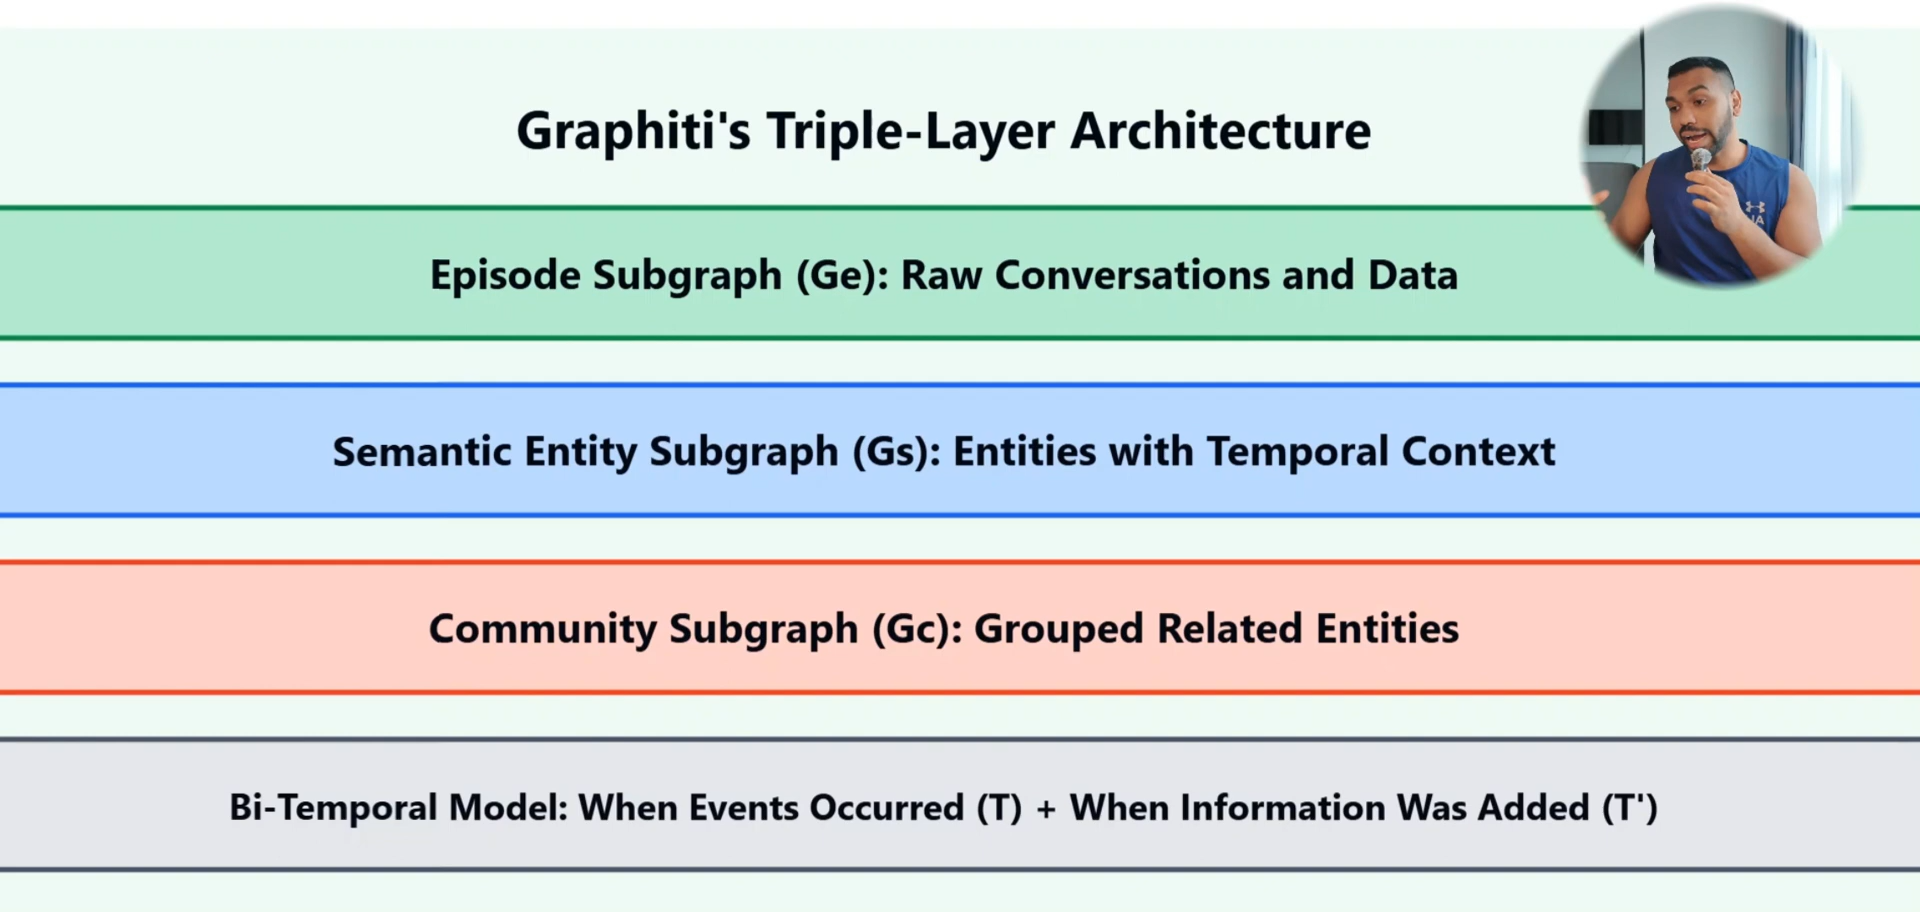 Graphiti's Triple-Layer Architecture
Episode Subgraph (Ge): Raw Conversations and Data
Semantic Entity Subgraph (Gs): Entities with Temporal Context
Community Subgraph (Gc): Grouped Related Entities
Bi-Temporal Model: When Events Occurred (T) + When Information Was Added (T')